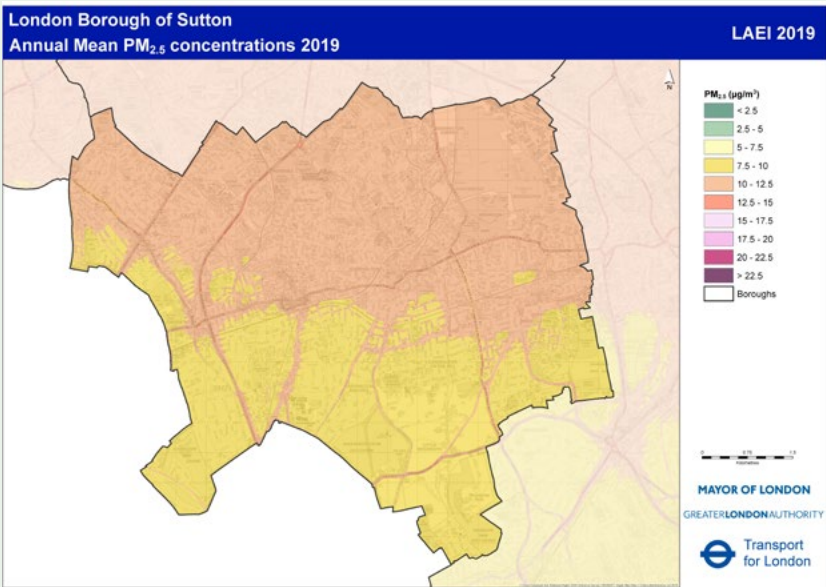 London Borough of Sutton
Annual Mean PM2.5 concentrations 2019
LAEI 2019
N
PM2.5 (µg/m³)
< 2.5
2.5 - 5
5 - 7.5
7.5 - 10
10 - 12.5
12.5 - 15
15 - 17.5
17.5 - 20
20 - 22.5
> 22.5
Boroughs
Kilometres
MAYOR OF LONDON
GREATERLONDONAUTHORITY
Transport
for London